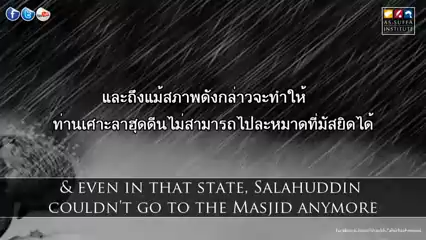 AS-SUFFA
INSTITUTE
และถึงแม้สภาพดังกล่าวจะทำให้
ท่านเศาะลาฮุดดีนไม่สามารถไปละหมาดที่มัสยิดได้
& EVEN IN THAT STATE, SALAHUDDIN
COULDN'T GO TO THE MASJID ANYMORE